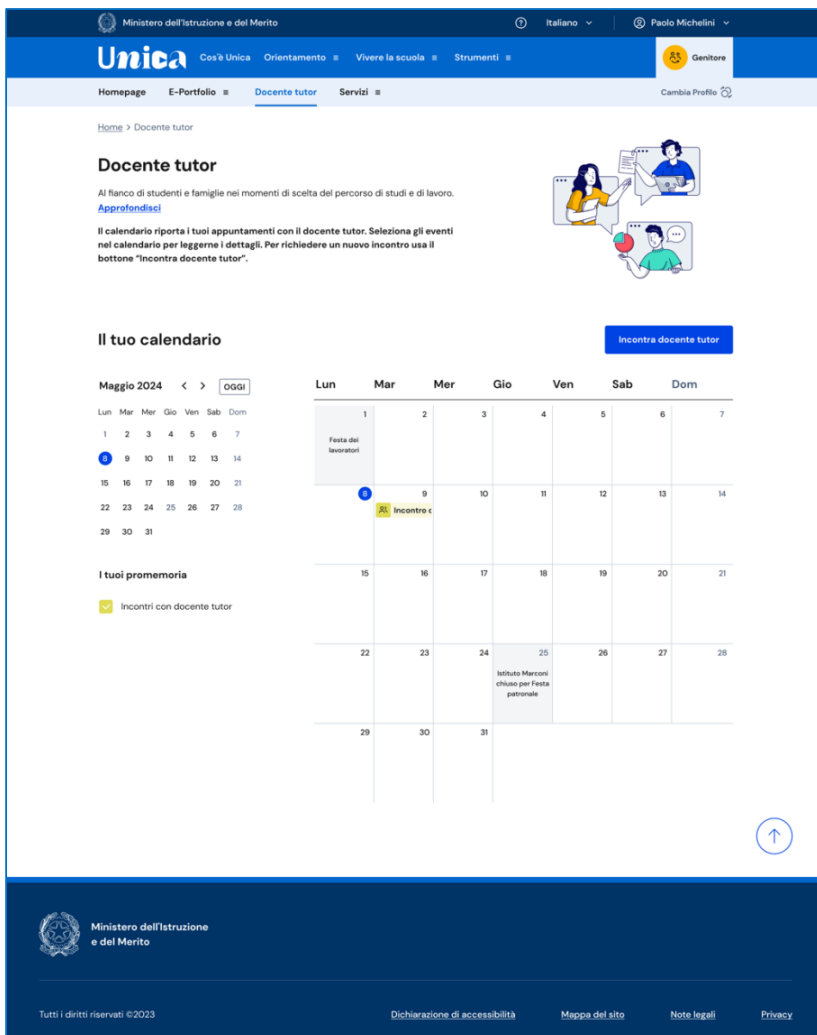 Ministero dell'Istruzione e del Merito
Italiano
Paolo Michelini
Unica
Cos'è Unica
Orientamento
Vivere la scuola
Strumenti
Genitore
Homepage
E-Portfolio
Docente tutor
Servizi
Cambia Profilo
Home > Docente tutor
Docente tutor
Al fianco di studenti e famiglie nei momenti di scelta del percorso di studi e di lavoro.
Approfondisci
Il calendario riporta i tuoi appuntamenti con il docente tutor. Seleziona gli eventi
nel calendario per leggerne i dettagli. Per richiedere un nuovo incontro usa il
bottone “Incontra docente tutor”.
Il tuo calendario
Incontra docente tutor
Maggio 2024 < > OGGI
Lun Mar Mer Gio Ven Sab Dom
1 2 3 4 5 6 7
8 9 10 11 12 13 14
15 16 17 18 19 20 21
22 23 24 25 26 27 28
29 30 31
I tuoi promemoria
Incontri con docente tutor
Lun Mar Mer Gio Ven Sab Dom
1 2 3 4 5 6 7
Festa dei
lavoratori
8 9 10 11 12 13 14
Incontro c
15 16 17 18 19 20 21
22 23 24 25 26 27 28
Istituto Marconi
chiuso per Festa
patronale
29 30 31
Ministero dell'Istruzione
e del Merito
Tutti i diritti riservati ©2023
Dichiarazione di accessibilità
Mappa del sito
Note legali
Privacy